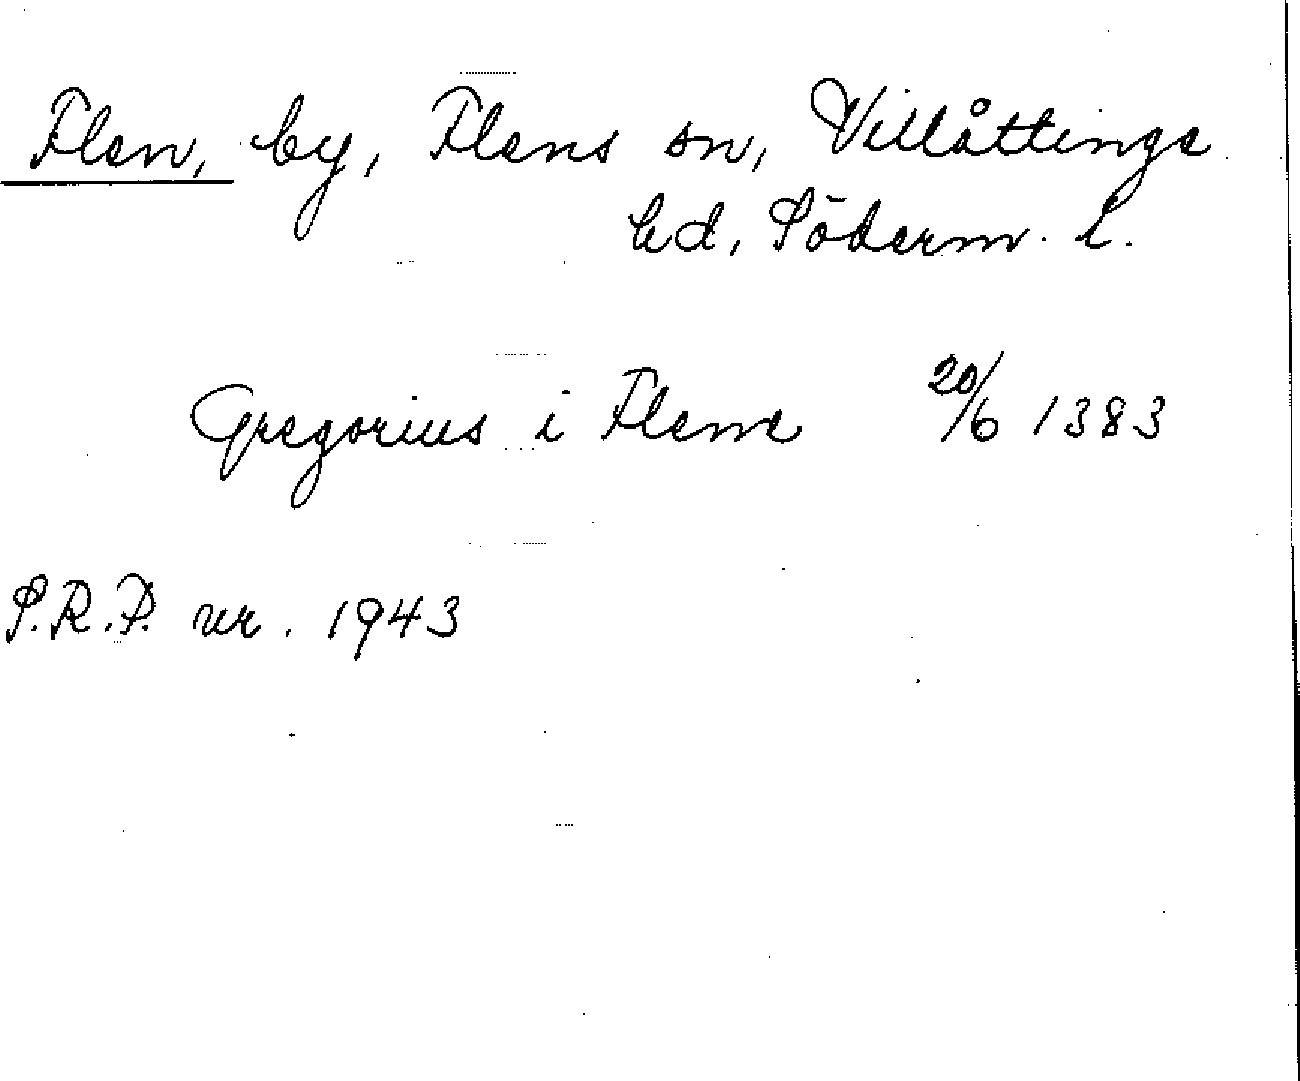 Flen, by, Flens sn, Villåttinge
hd, Söderm. L.
Gregorius i Flene 20/6 1383
S.R.P. nr. 1943